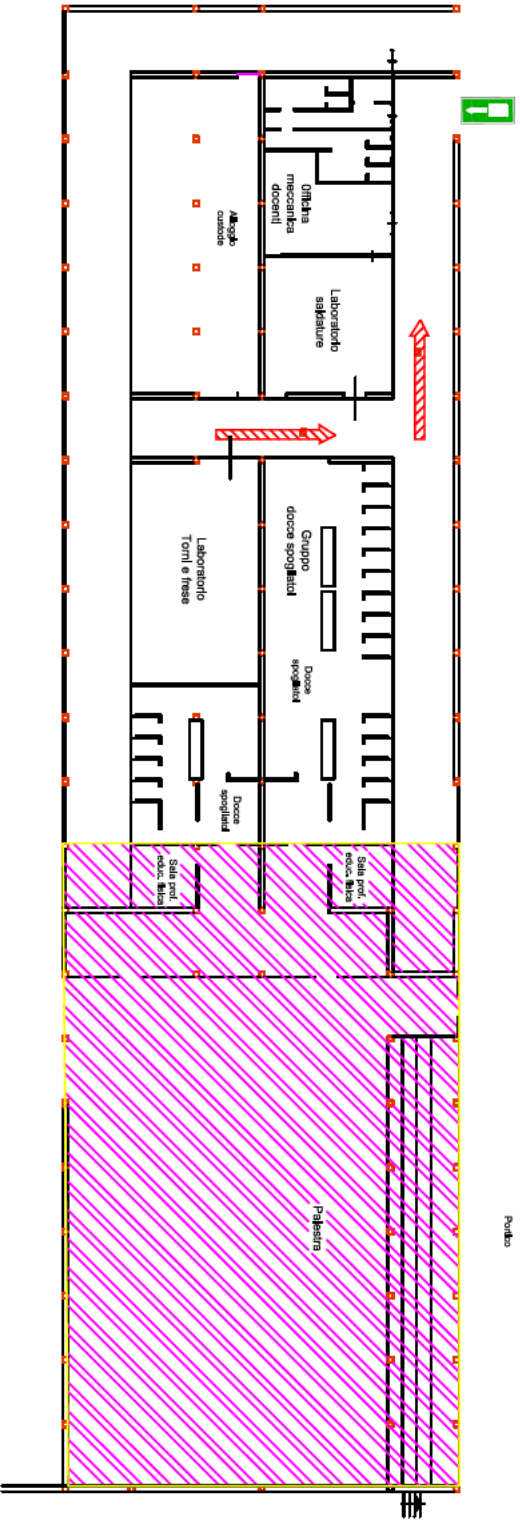 Officina
meccanica
docenti
Alloggio
custode
Laboratorio
saldature
Laboratorio
Torni e frese
Gruppo
docce spogliatoi
Docce
spogliatoi
Docce
spogliatoi
Sala prof.
educ. fisica
Sala prof.
educ. fisica
Palestra
Portico